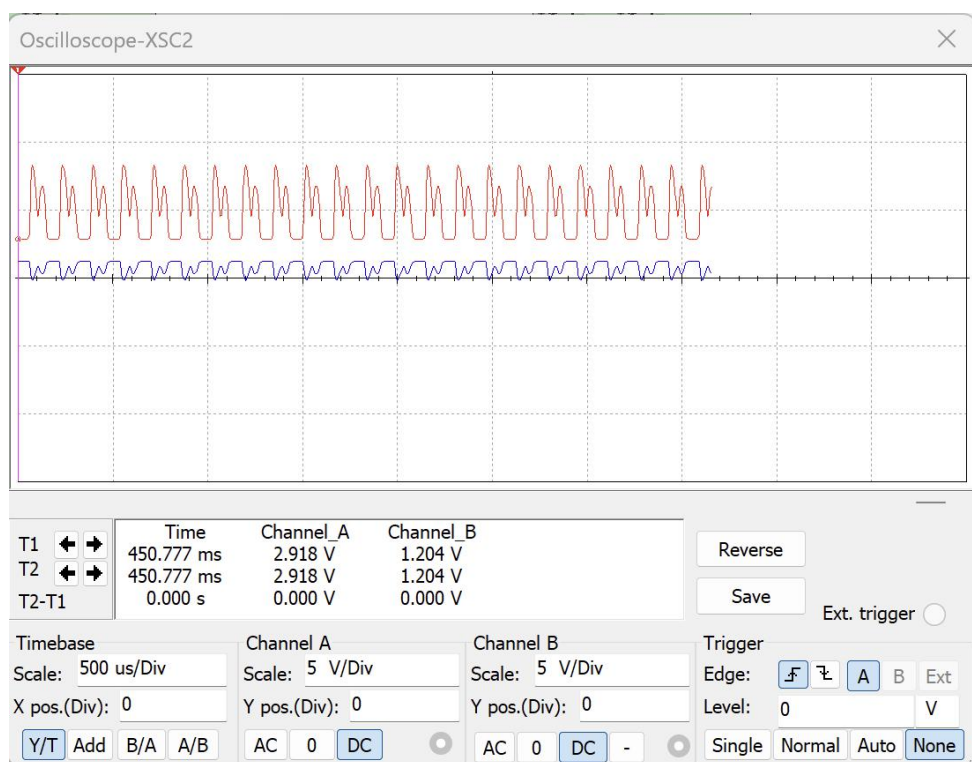 Oscilloscope-XSC2
Time Channel_A Channel_B
T1 450.777 ms 2.918 V 1.204 V
T2 450.777 ms 2.918 V 1.204 V
T2-T1 0.000 s 0.000 V 0.000 V
Reverse
Save
Ext. trigger
Timebase
Scale: 500 us/Div
X pos.(Div): 0
Y/T Add B/A A/B
Channel A
Scale: 5 V/Div
Y pos.(Div): 0
AC 0 DC
Channel B
Scale: 5 V/Div
Y pos.(Div): 0
AC 0 DC -
Trigger
Edge: A B Ext
Level: 0 V
Single Normal Auto None